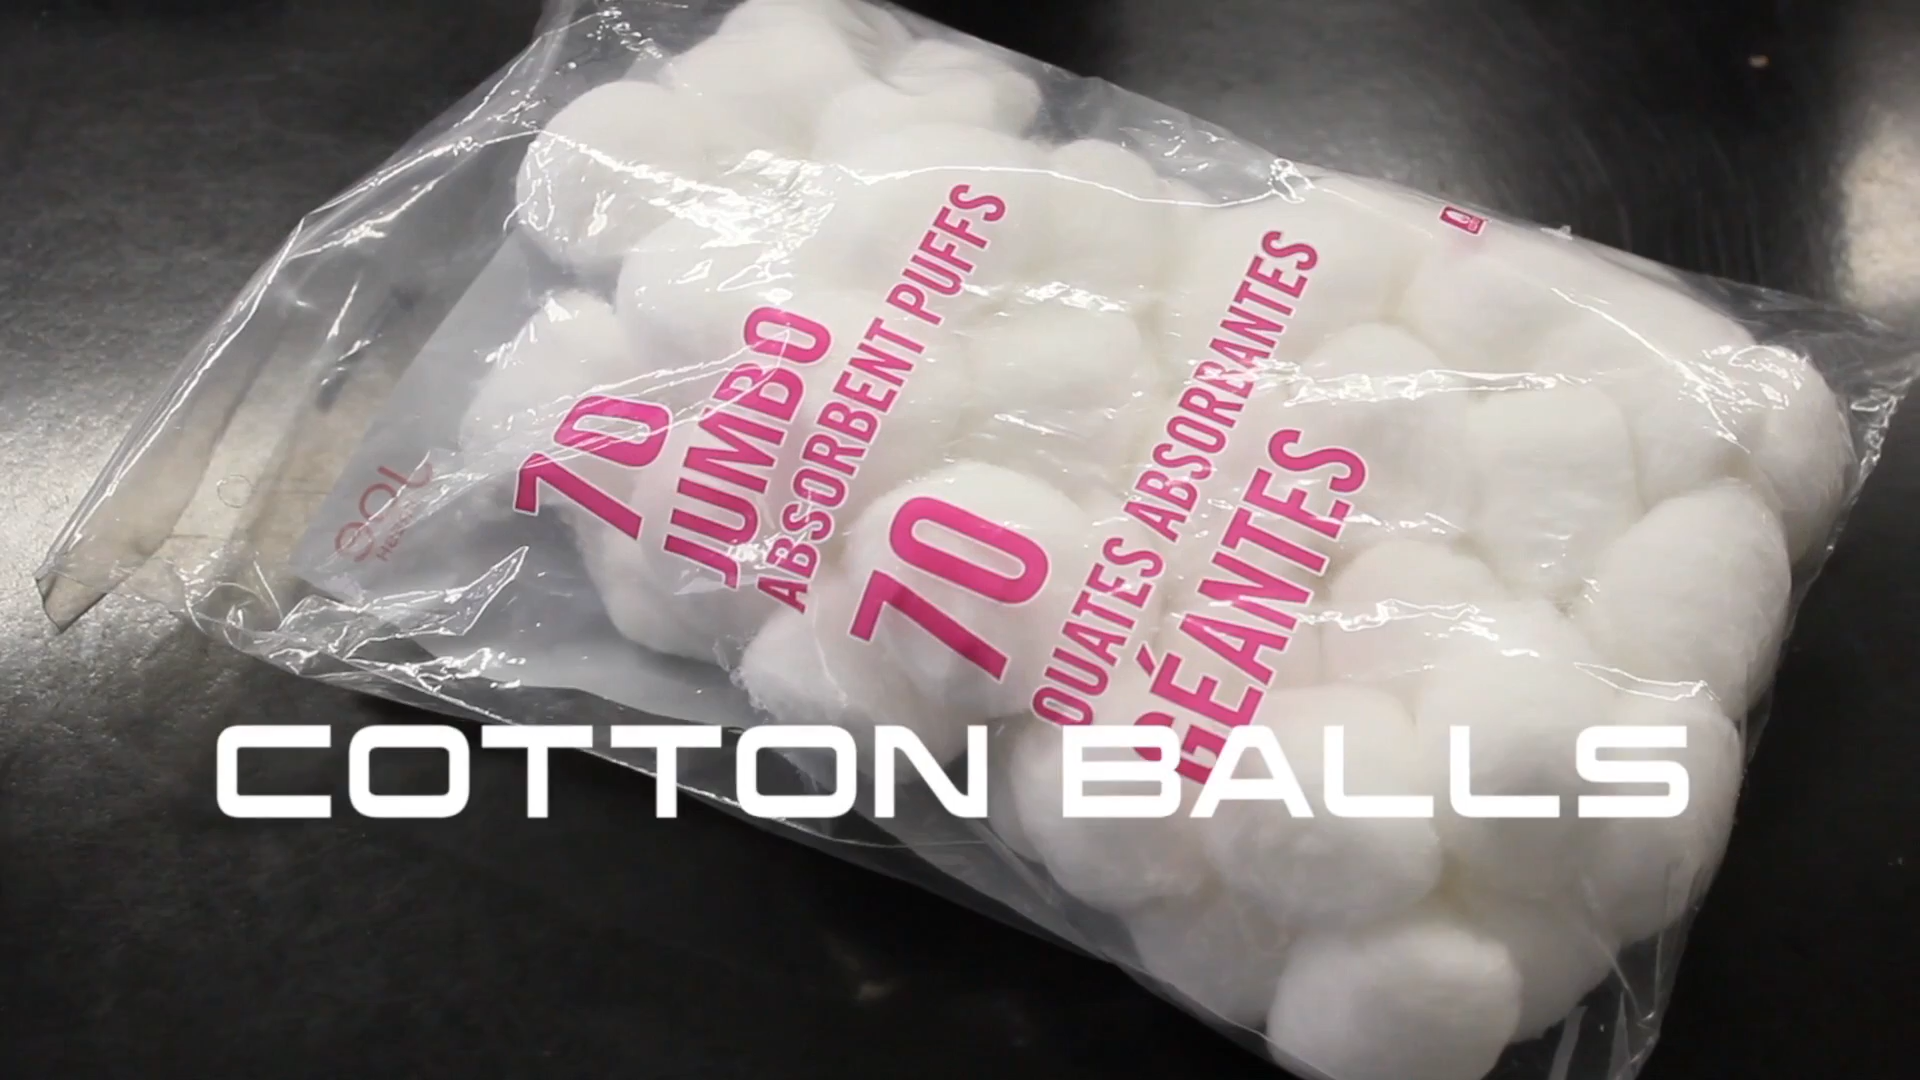 70
JUMBO
ABSORBENT PUFFS
70
OUATES ABSORBANTES
GÉANTES
COTTON BALLS